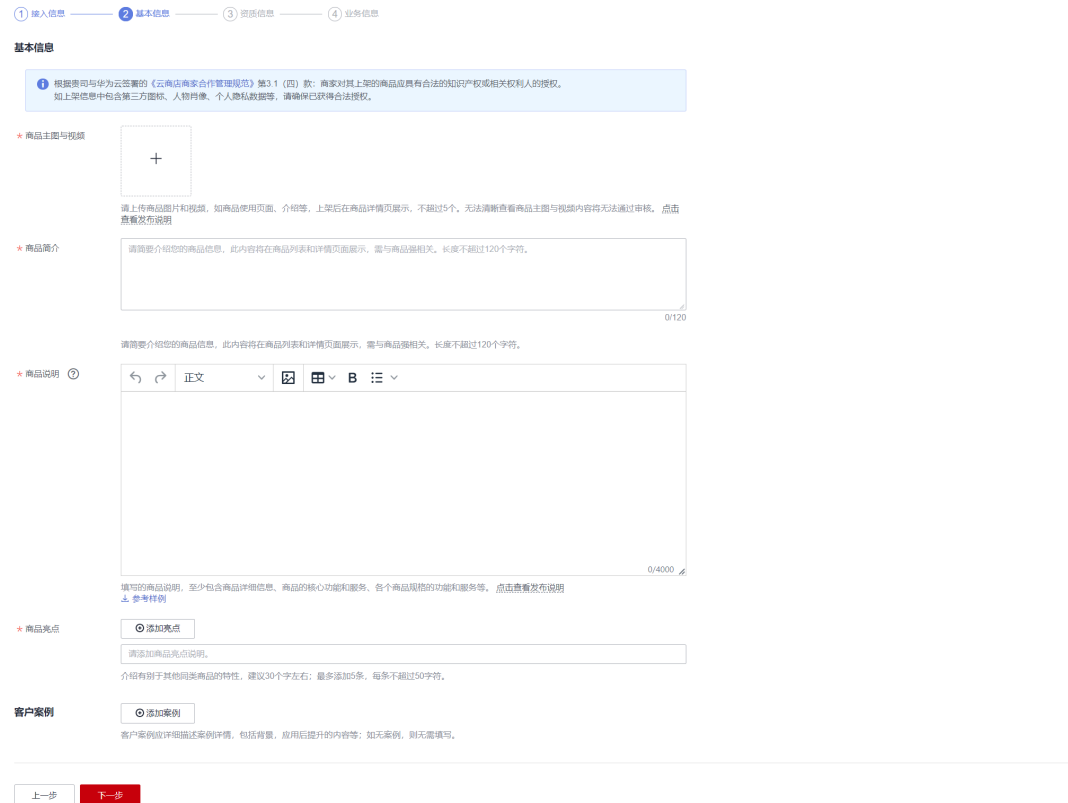 1 接入信息 2 基本信息 3 资质信息 4 业务信息
基本信息
根据贵司与华为云签署的《云商店商家合作管理规范》第3.1（四）款：商家对其上架的商品应具有合法的知识产权或相关权利人的授权。
如上架信息中包含第三方图标、人物肖像、个人隐私数据等，请确保已获得合法授权。
* 商品主图与视频
请上传商品图片和视频，如商品使用页面、介绍等，上架后在商品详情页展示，不超过5个。无法清晰查看商品主图与视频内容将无法通过审核。 点击
查看发布说明
* 商品简介
请简要介绍您的商品信息，此内容将在商品列表和详情页面展示，需与商品强相关。长度不超过120个字符。
0/120
请简要介绍您的商品信息，此内容将在商品列表和详情页面展示，需与商品强相关。长度不超过120个字符。
* 商品说明 ?
正文 B
0/4000
填写的商品说明，至少包含商品详细信息、商品的核心功能和服务、各个商品规格的功能和服务等。 点击查看发布说明
参考样例
* 商品亮点
添加亮点
请添加商品亮点说明。
介绍有别于其他同类商品的特性，建议30个字左右；最多添加5条，每条不超过50字符。
客户案例
添加案例
客户案例应详细描述案例详情，包括背景，应用后提升的内容等；如无案例，则无需填写。
上一步 下一步